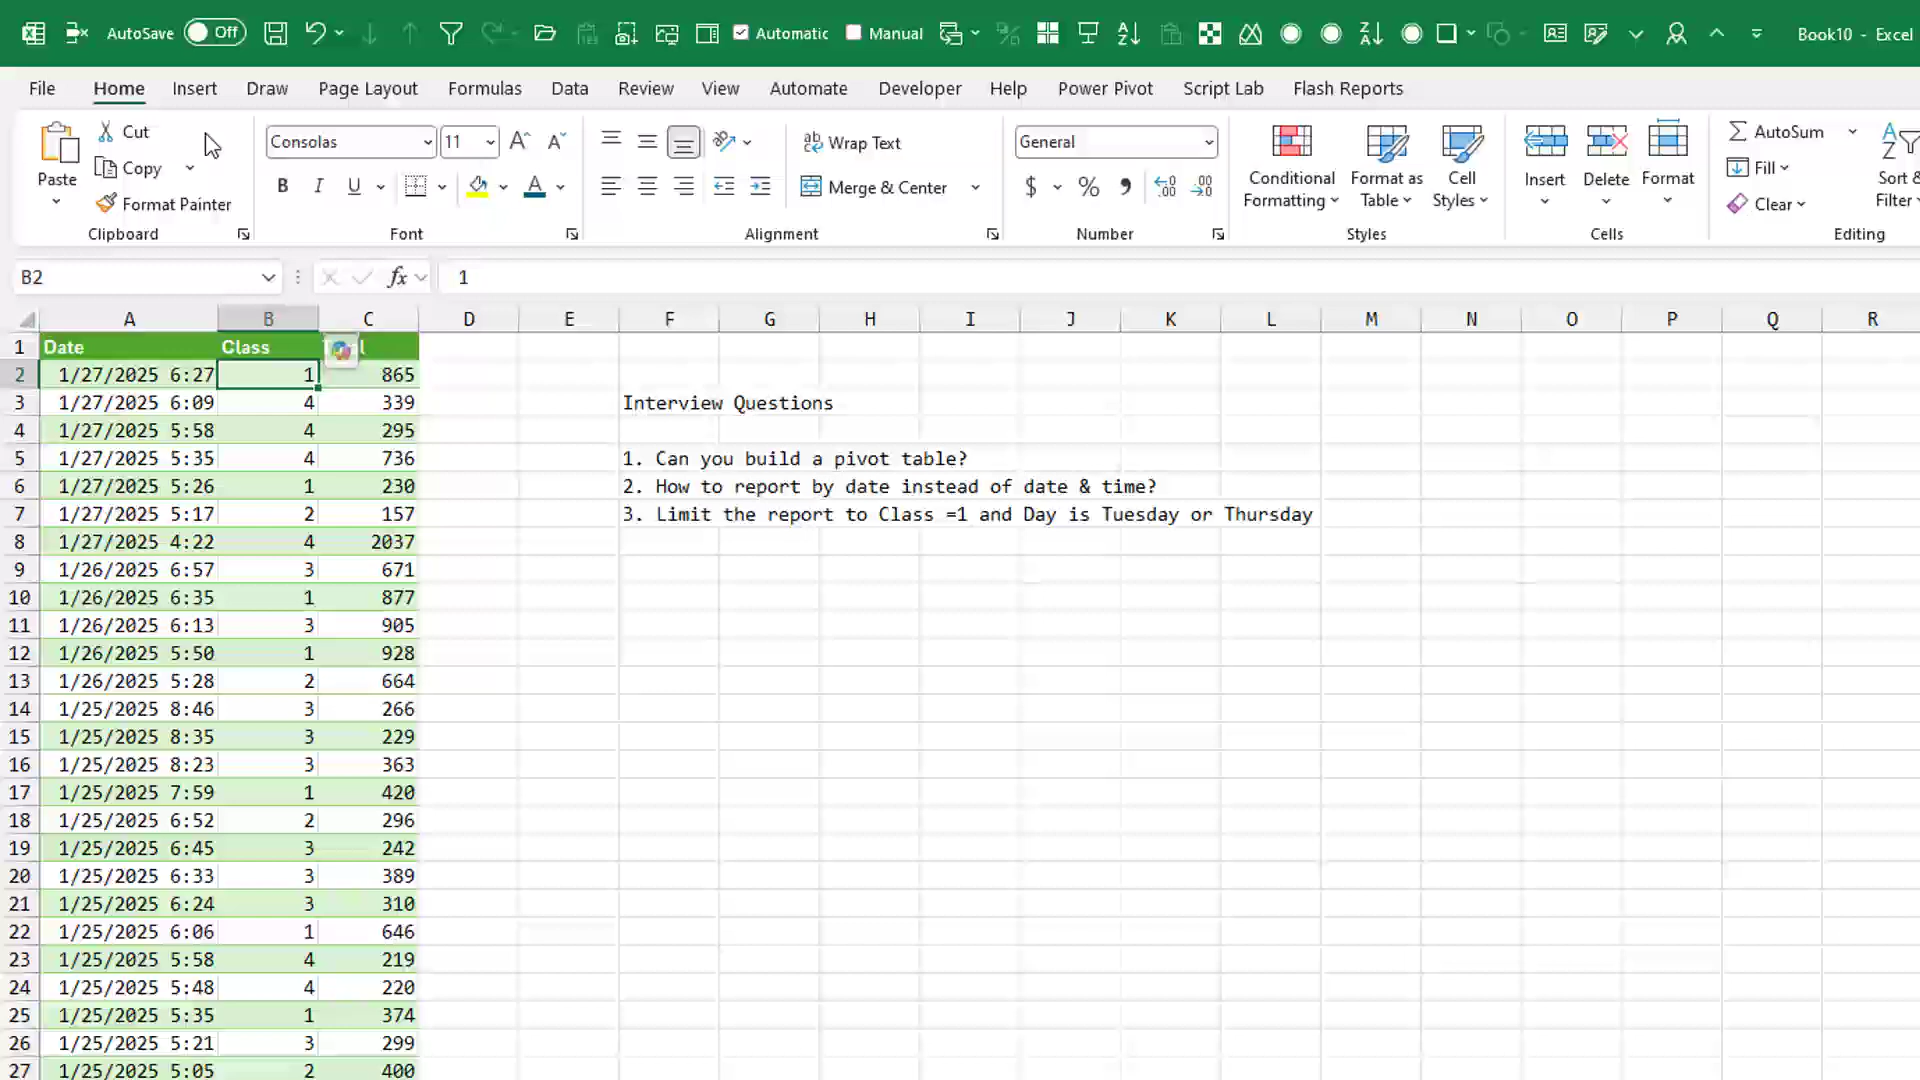 AutoSave Off Automatic Manual Book10 - Excel
File Home Insert Draw Page Layout Formulas Data Review View Automate Developer Help Power Pivot Script Lab Flash Reports
Paste Cut Copy Format Painter
Consolas 11
B I U
Wrap Text
Merge & Center
General
$ %
Conditional Formatting
Format as Table
Cell Styles
Insert Delete Format
AutoSum
Fill
Clear
Sort &
Filter
Clipboard Font Alignment Number Styles Cells Editing
B2 fx 1
A B C D E F G H I J K L M N O P Q R
1 Date Class
2 1/27/2025 6:27 1 865
3 1/27/2025 6:09 4 339 Interview Questions
4 1/27/2025 5:58 4 295
5 1/27/2025 5:35 4 736 1. Can you build a pivot table?
6 1/27/2025 5:26 1 230 2. How to report by date instead of date & time?
7 1/27/2025 5:17 2 157 3. Limit the report to Class =1 and Day is Tuesday or Thursday
8 1/27/2025 4:22 4 2037
9 1/26/2025 6:57 3 671
10 1/26/2025 6:35 1 877
11 1/26/2025 6:13 3 905
12 1/26/2025 5:50 1 928
13 1/26/2025 5:28 2 664
14 1/25/2025 8:46 3 266
15 1/25/2025 8:35 3 229
16 1/25/2025 8:23 3 363
17 1/25/2025 7:59 1 420
18 1/25/2025 6:52 2 296
19 1/25/2025 6:45 3 242
20 1/25/2025 6:33 3 389
21 1/25/2025 6:24 3 310
22 1/25/2025 6:06 1 646
23 1/25/2025 5:58 4 219
24 1/25/2025 5:48 4 220
25 1/25/2025 5:35 1 374
26 1/25/2025 5:21 3 299
27 1/25/2025 5:05 2 400